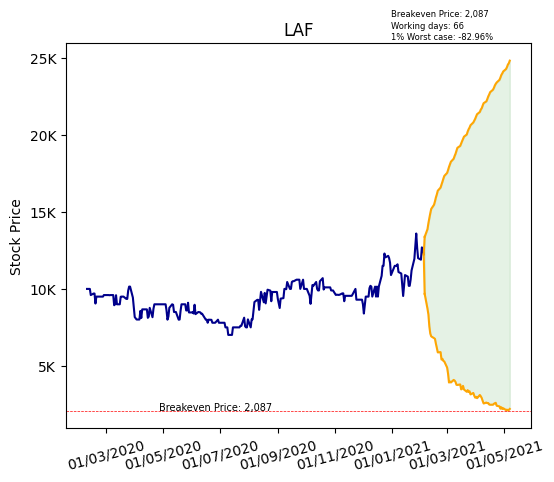 Breakeven Price: 2,087
Working days: 66
1% Worst case: -82.96%
LAF
Stock Price
25K
20K
15K
10K
5K
Breakeven Price: 2,087
01/03/2020
01/05/2020
01/07/2020
01/09/2020
01/11/2020
01/01/2021
01/03/2021
01/05/2021